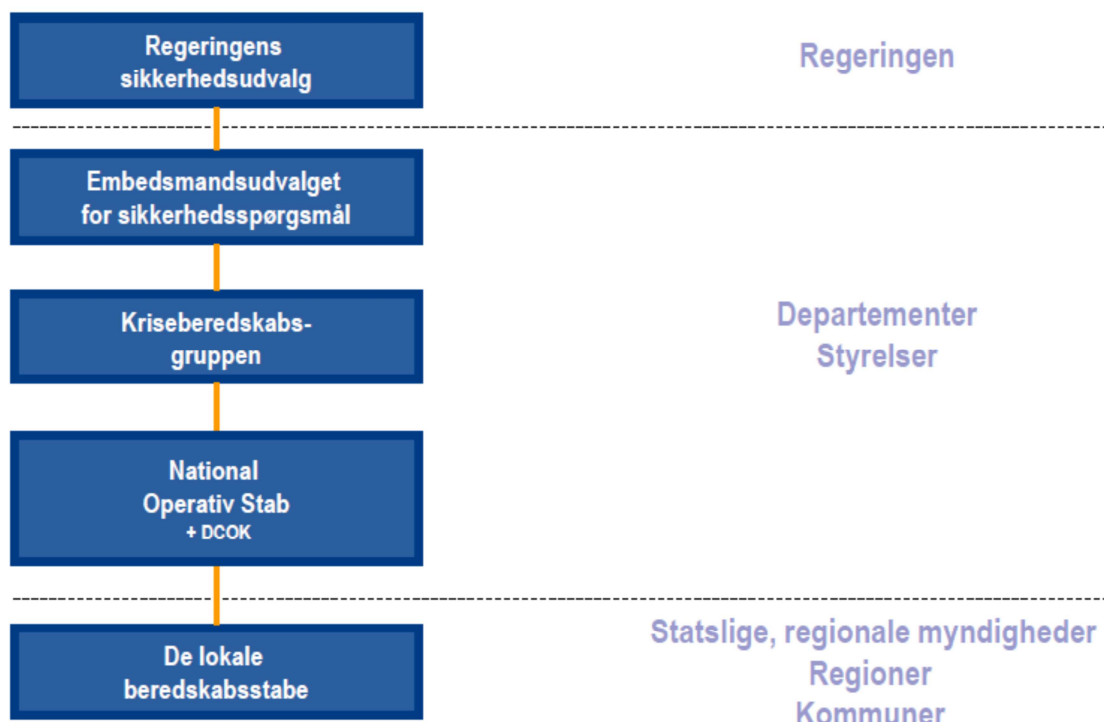 Regeringens
sikkerhedsudvalg
Regeringen
Embedsmandsudvalget
for sikkerhedsspørgsmål
Kriseberedskabs-
gruppen
Departementer
Styrelser
National
Operativ Stab
+ DCOK
De lokale
beredskabsstabe
Statslige, regionale myndigheder
Regioner
Kommuner